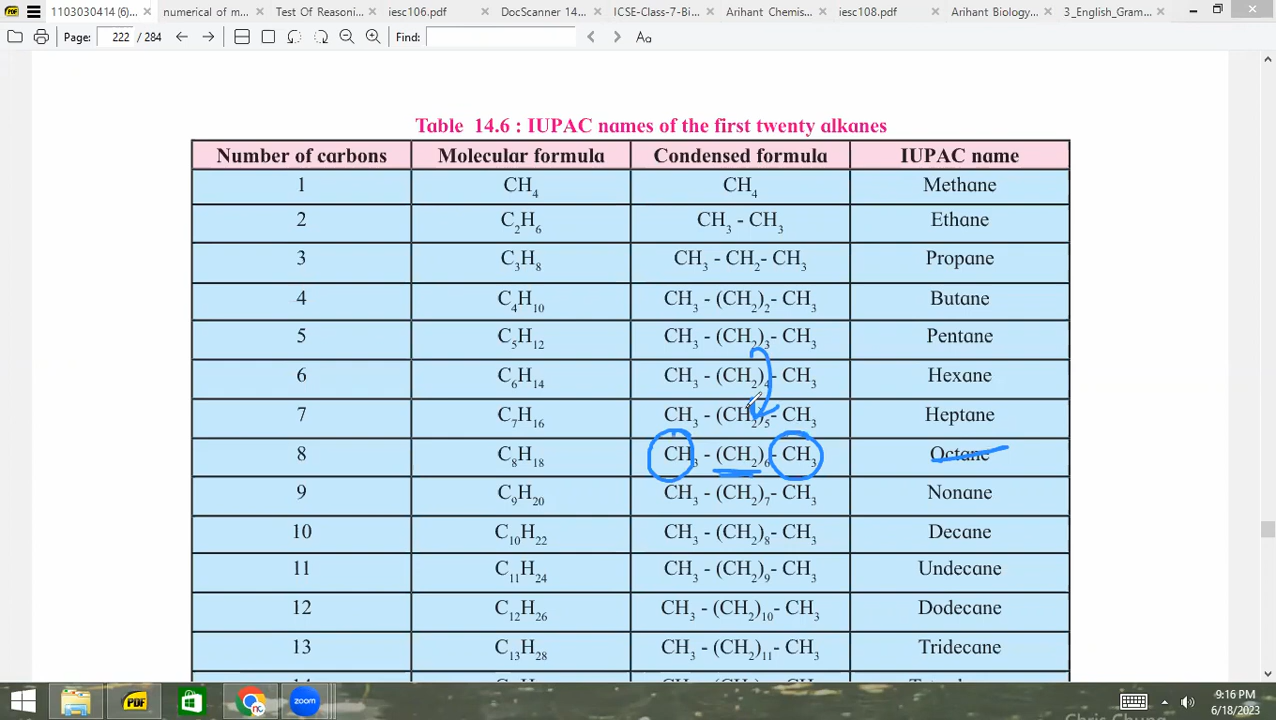 1103030414 (6)... numerical of m... Test Of Reasoni... iesc106.pdf DocScanner 14... ICSE-Class-7-Bi... Arihant Chemis... iesc108.pdf Arihant Biology... 3_English_Gram...
Page: 222 / 284 Find: Aa
Table 14.6 : IUPAC names of the first twenty alkanes
Number of carbons Molecular formula Condensed formula IUPAC name
1 CH₄ CH₄ Methane
2 C₂H₆ CH₃ - CH₃ Ethane
3 C₃H₈ CH₃ - CH₂- CH₃ Propane
4 C₄H₁₀ CH₃ - (CH₂)₂- CH₃ Butane
5 C₅H₁₂ CH₃ - (CH₂)₃- CH₃ Pentane
6 C₆H₁₄ CH₃ - (CH₂)₄- CH₃ Hexane
7 C₇H₁₆ CH₃ - (CH₂)₅- CH₃ Heptane
8 C₈H₁₈ CH₃ - (CH₂)₆- CH₃ Octane
9 C₉H₂₀ CH₃ - (CH₂)₇- CH₃ Nonane
10 C₁₀H₂₂ CH₃ - (CH₂)₈- CH₃ Decane
11 C₁₁H₂₄ CH₃ - (CH₂)₉- CH₃ Undecane
12 C₁₂H₂₆ CH₃ - (CH₂)₁₀- CH₃ Dodecane
13 C₁₃H₂₈ CH₃ - (CH₂)₁₁- CH₃ Tridecane
PDF nc zoom 9:16 PM
6/18/2023
Chris Chung